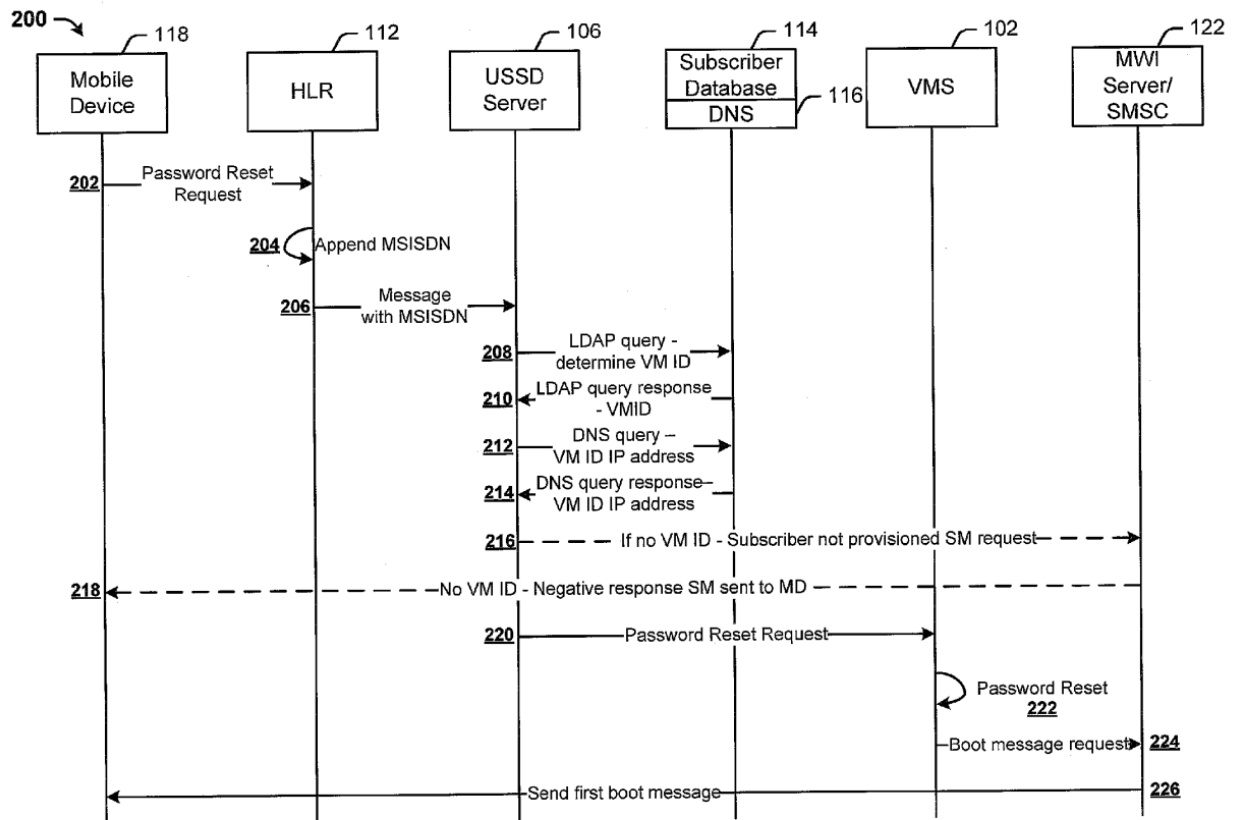 200
118
112
106
114
102
122
Mobile
Device
HLR
USSD
Server
Subscriber
Database
DNS
116
VMS
MWI
Server/
SMSC
202
Password Reset
Request
204
Append MSISDN
206
Message
with MSISDN
208
LDAP query -
determine VM ID
210
LDAP query response
- VMID
212
DNS query –
VM ID IP address
214
DNS query response–
VM ID IP address
216
If no VM ID - Subscriber not provisioned SM request
218
No VM ID - Negative response SM sent to MD
220
Password Reset Request
Password Reset
222
Boot message request
224
Send first boot message
226